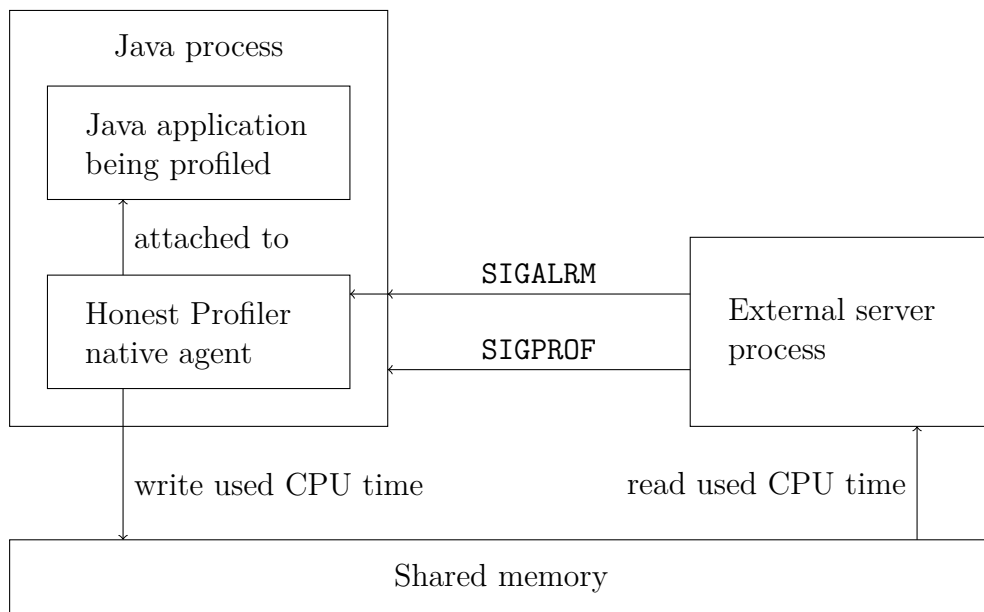 Java process
Java application
being profiled
attached to
SIGALRM
Honest Profiler
native agent
External server
process
SIGPROF
write used CPU time
read used CPU time
Shared memory